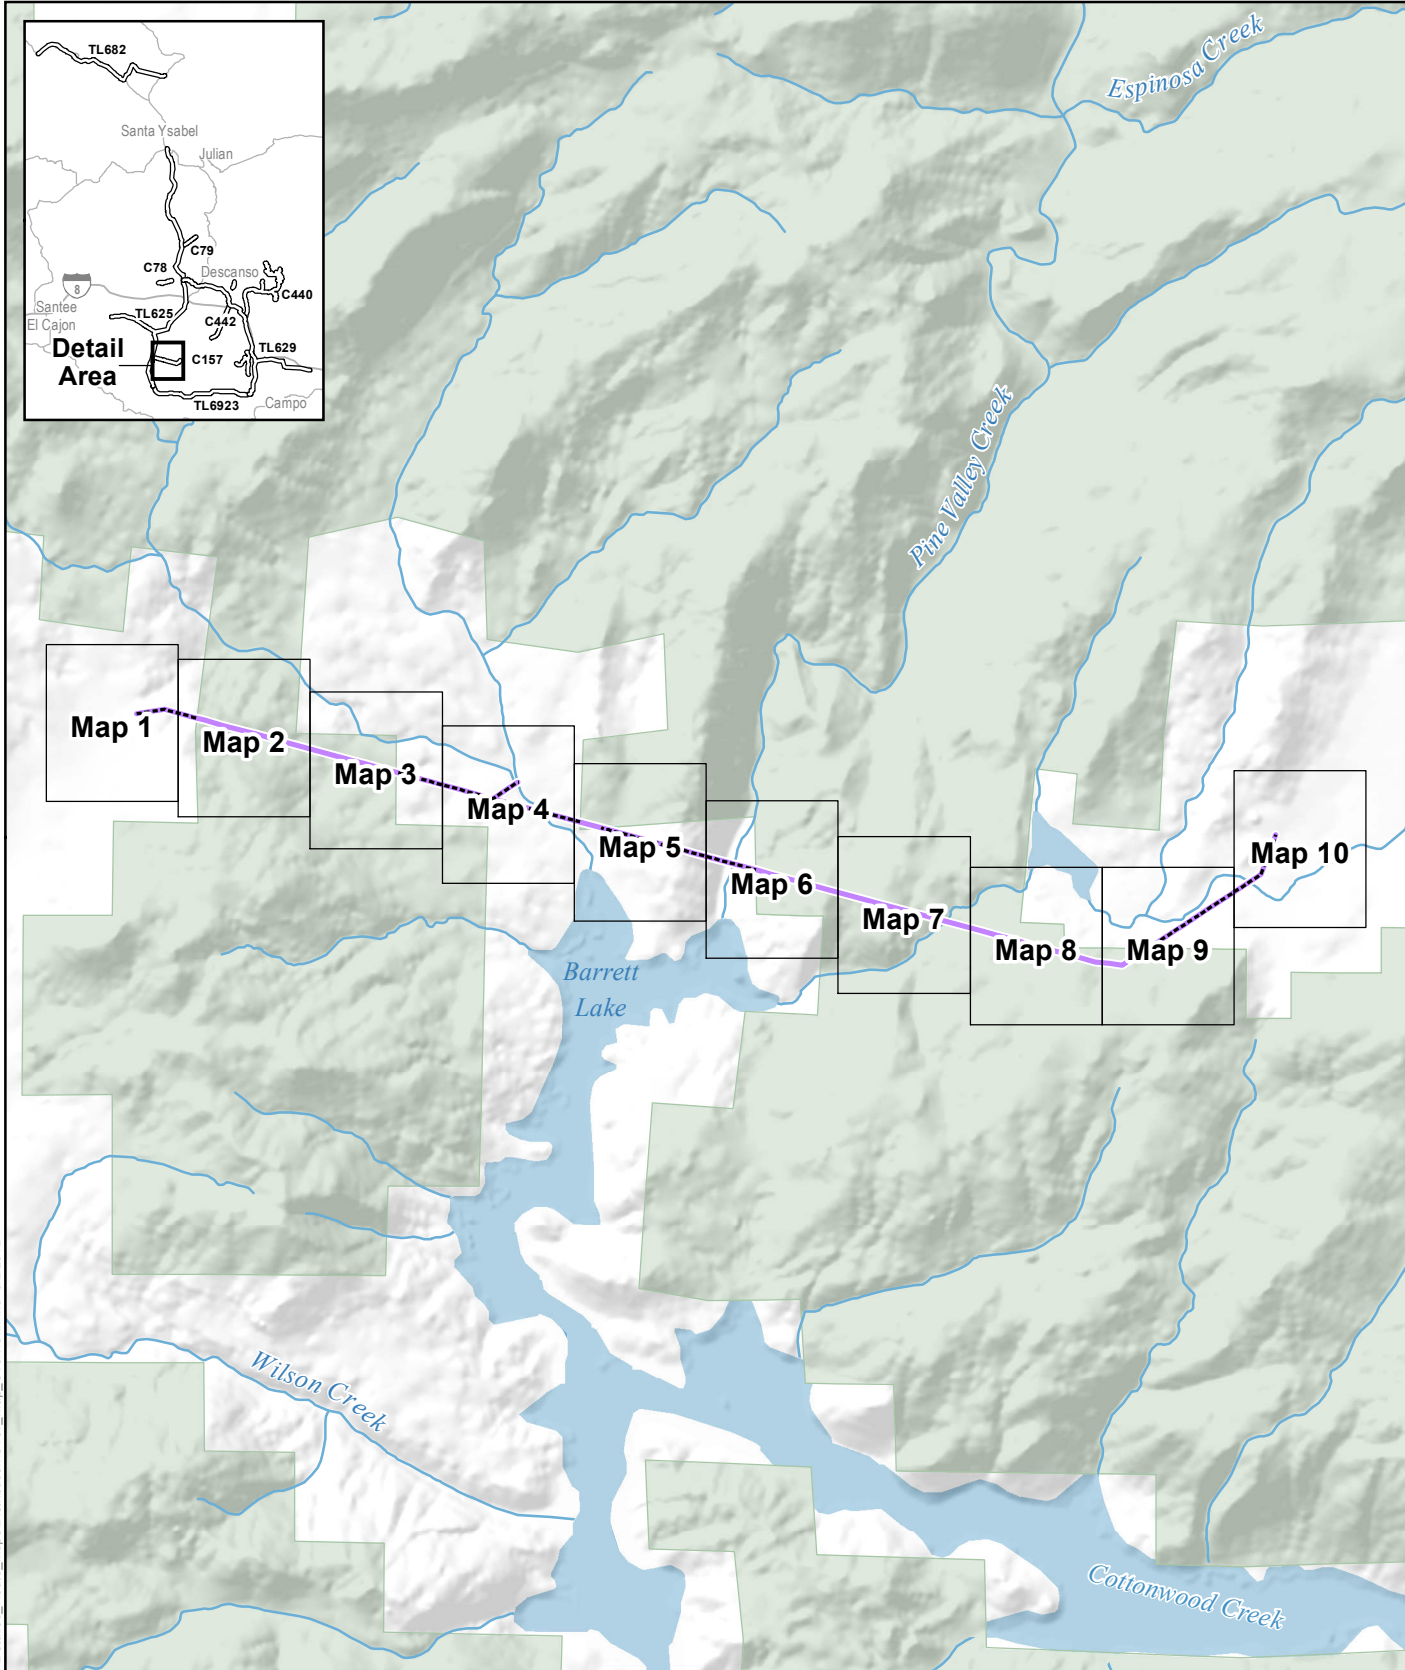 TL682
Santa Ysabel
Julian
C79
C78
Descanso
8
C440
Santee
TL625
El Cajon
C442
Detail
Area
TL629
C157
TL6923
Campo
Espinosa Creek
Pine Valley Creek
Map 1
Map 2
Map 3
Map 4
Map 5
Map 6
Map 7
Map 8
Map 9
Map 10
Barrett
Lake
Wilson Creek
Cottonwood Creek